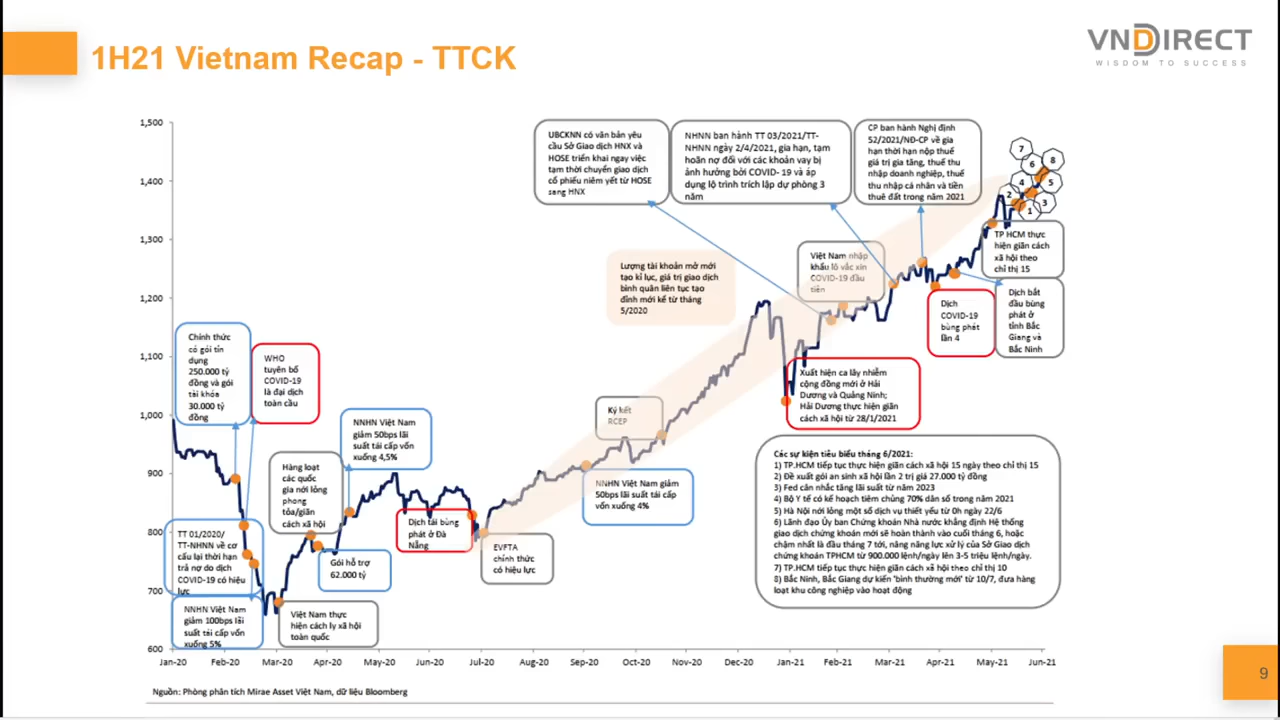 1H21 Vietnam Recap - TTCK
VNDIRECT
WISDOM TO SUCCESS
1,500
1,400
1,300
1,200
1,100
1,000
900
800
700
600
Jan-20
Feb-20
Mar-20
Apr-20
May-20
Jun-20
Jul-20
Aug-20
Sep-20
Oct-20
Nov-20
Dec-20
Jan-21
Feb-21
Mar-21
Apr-21
May-21
Jun-21
Chính thức
có gói tín
dụng
250.000 tỷ
đồng và gói
tài khóa
30.000 tỷ
đồng
WHO
tuyên bố
COVID-19
là đại dịch
toàn cầu
TT 01/2020/
TT-NHNN về cơ
cấu lại thời hạn
trả nợ do dịch
COVID-19 có hiệu
lực
NNHN Việt Nam
giảm 100bps lãi
suất tái cấp vốn
xuống 5%
Hàng loạt
các quốc
gia nới lỏng
phong
tỏa/giãn
cách xã hội
Việt Nam thực
hiện cách ly xã hội
toàn quốc
NNHN Việt Nam
giảm 50bps lãi
suất tái cấp vốn
xuống 4,5%
Gói hỗ trợ
62.000 tỷ
Dịch tái bùng
phát ở Đà
Nẵng
EVFTA
chính thức
có hiệu lực
Ký kết
RCEP
NNHN Việt Nam giảm
50bps lãi suất tái cấp
vốn xuống 4%
Lượng tài khoản mở mới
tạo kỉ lục, giá trị giao dịch
bình quân liên tục tạo
đỉnh mới kể từ tháng
5/2020
UBCKNN có văn bản yêu
cầu Sở Giao dịch HNX và
HOSE triển khai ngay việc
tạm thời chuyển giao dịch
cổ phiếu niêm yết từ HOSE
sang HNX
NHNN ban hành TT 03/2021/TT-
NHNN ngày 2/4/2021, gia hạn, tạm
hoãn nợ đối với các khoản vay bị
ảnh hưởng bởi COVID- 19 và áp
dụng lộ trình trích lập dự phòng 3
năm
CP ban hành Nghị định
52/2021/NĐ-CP về gia
hạn thời hạn nộp thuế
giá trị gia tăng, thuế thu
nhập doanh nghiệp, thuế
thu nhập cá nhân và tiền
thuê đất trong năm 2021
Việt Nam nhập
khẩu lô vắc xin
COVID-19 đầu
tiên
Xuất hiện ca lây nhiễm
cộng đồng mới ở Hải
Dương và Quảng Ninh;
Hải Dương thực hiện giãn
cách xã hội từ 28/1/2021
7
6
8
4
5
2
3
1
TP HCM thực
hiện giãn cách
xã hội theo
chỉ thị 15
Dịch
COVID-19
bùng phát
lần 4
Dịch bắt
đầu bùng
phát ở
tỉnh Bắc
Giang và
Bắc Ninh
Các sự kiện tiêu biểu tháng 6/2021:
1) TP.HCM tiếp tục thực hiện giãn cách xã hội 15 ngày theo chỉ thị 15
2) Đề xuất gói an sinh xã hội lần 2 trị giá 27.000 tỷ đồng
3) Fed cân nhắc tăng lãi suất từ năm 2023
4) Bộ Y tế có kế hoạch tiêm chủng 70% dân số trong năm 2021
5) Hà Nội nới lỏng một số dịch vụ thiết yếu từ 0h ngày 22/6
6) Lãnh đạo Ủy ban Chứng khoán Nhà nước khẳng định Hệ thống
giao dịch chứng khoán mới sẽ hoàn thành vào cuối tháng 6, hoặc
chậm nhất là đầu tháng 7 tới, nâng năng lực xử lý của Sở Giao dịch
chứng khoán TPHCM từ 900.000 lệnh/ngày lên 3-5 triệu lệnh/ngày.
7) TP.HCM tiếp tục thực hiện giãn cách xã hội theo chỉ thị 10
8) Bắc Ninh, Bắc Giang dự kiến 'bình thường mới' từ 10/7, đưa hàng
loạt khu công nghiệp vào hoạt động
Nguồn: Phòng phân tích Mirae Asset Việt Nam, dữ liệu Bloomberg
9